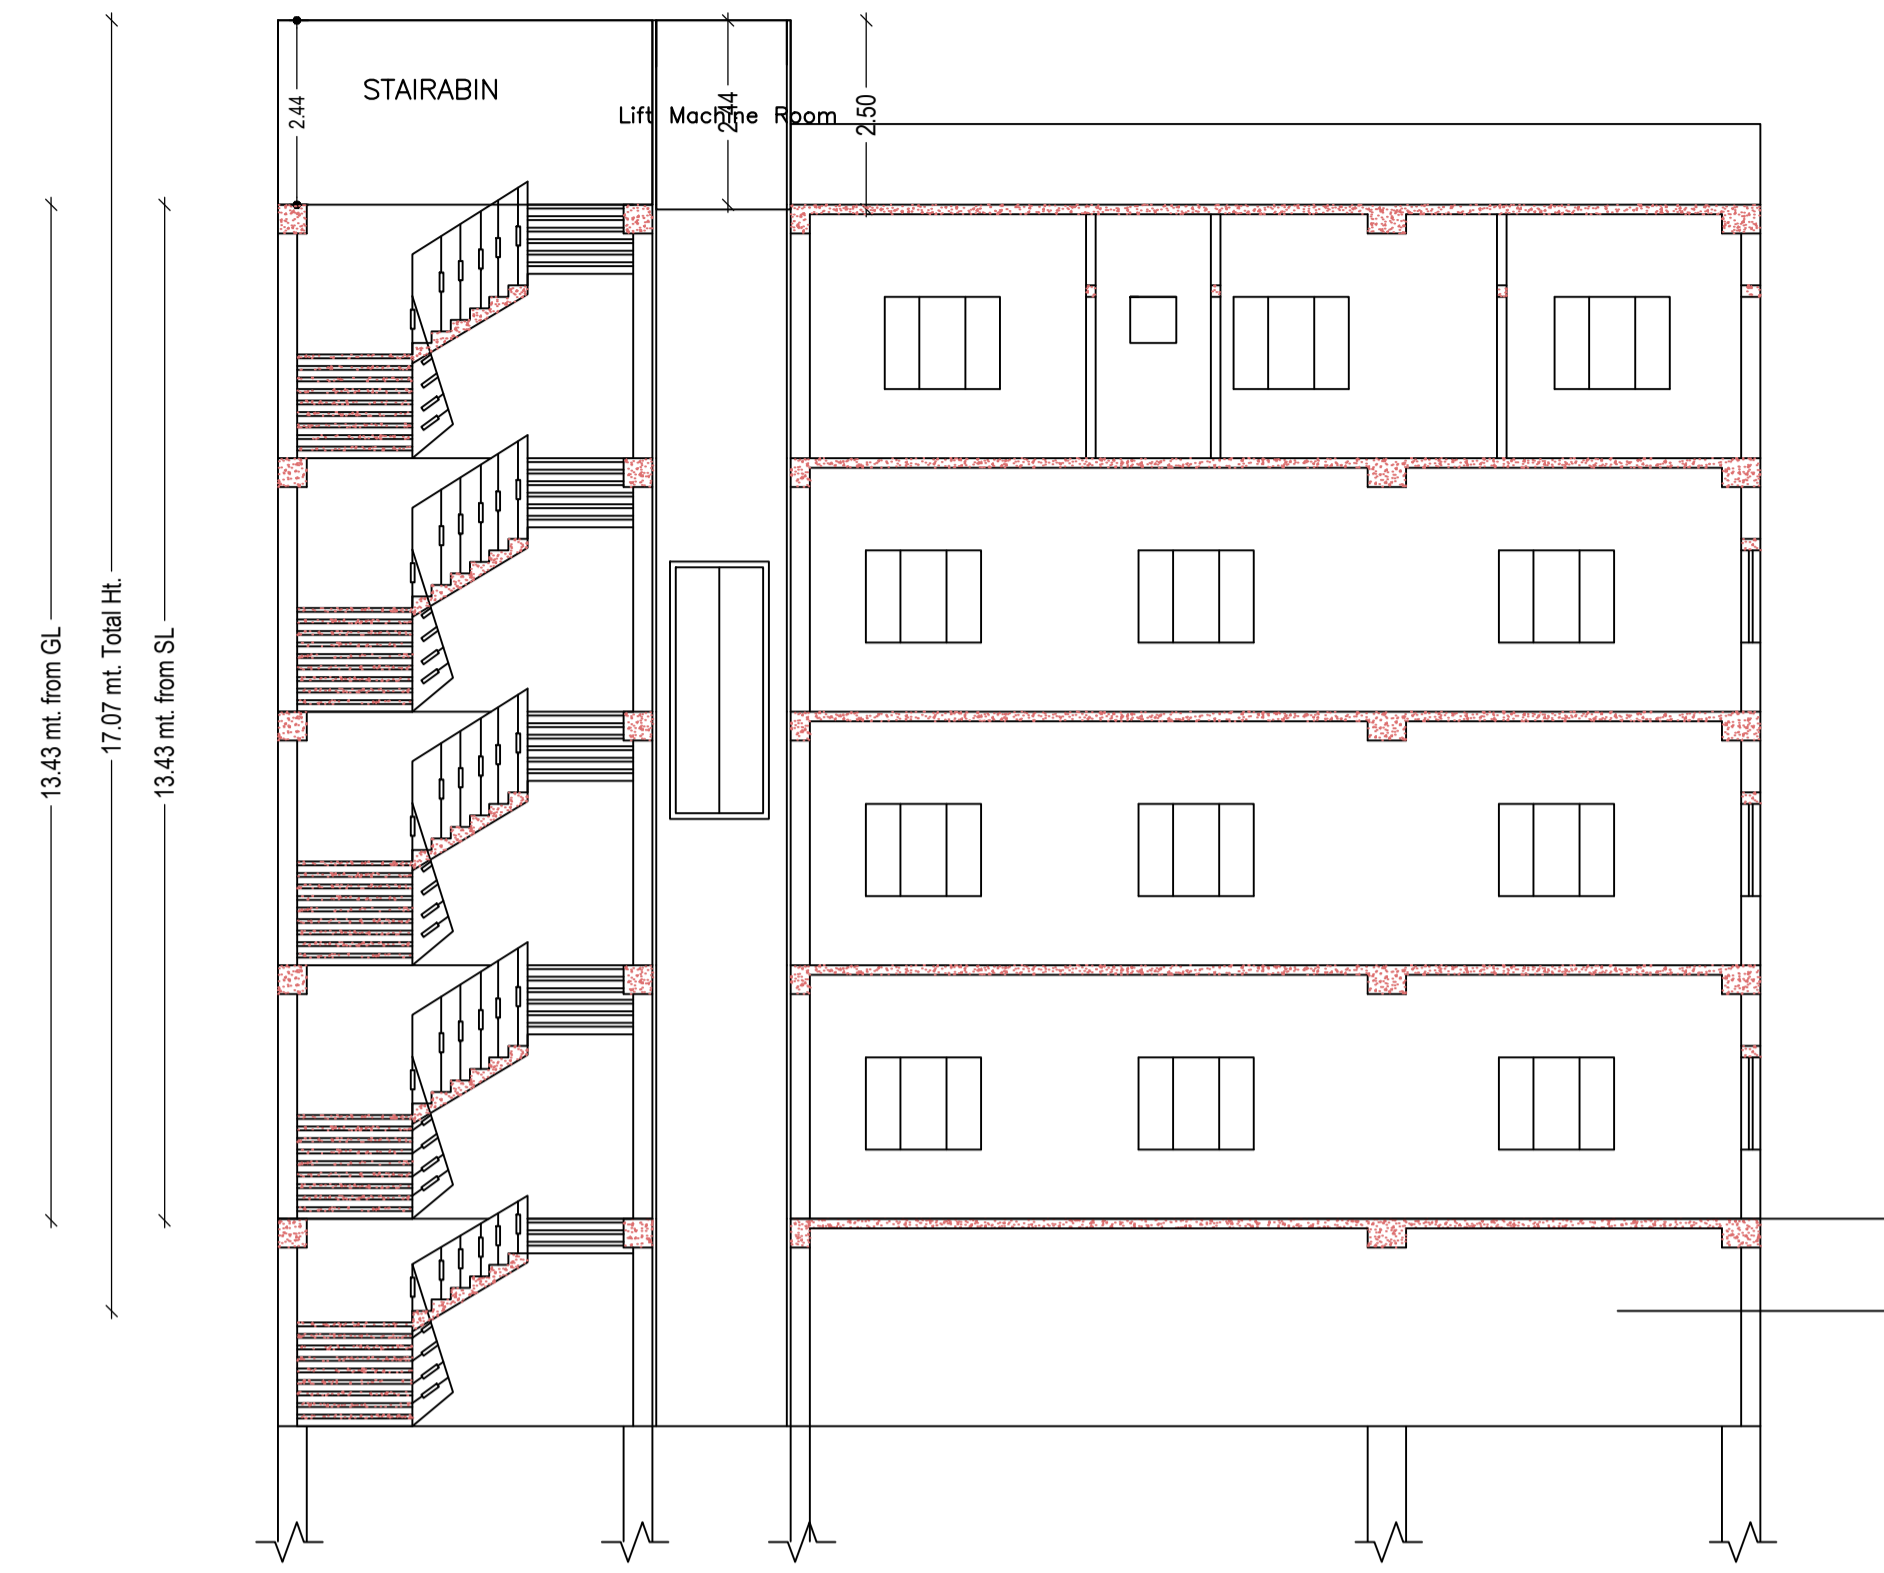 STAIRABIN
2.44
Lift Machine Room
2.44
2.50
13.43 mt. from GL
17.07 mt. Total Ht.
13.43 mt. from SL